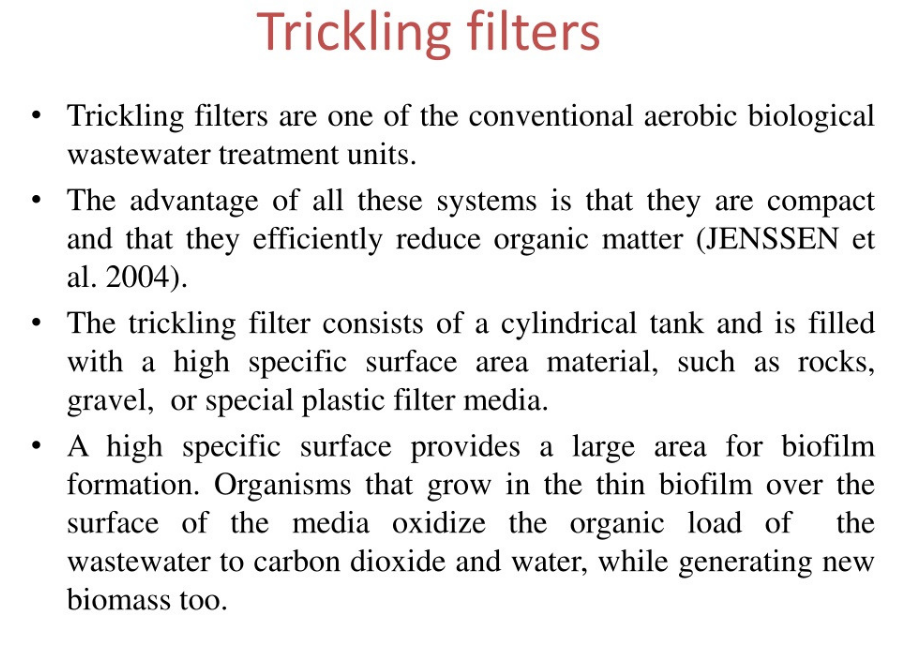 Trickling filters
• Trickling filters are one of the conventional aerobic biological
wastewater treatment units.
• The advantage of all these systems is that they are compact
and that they efficiently reduce organic matter (JENSSEN et
al. 2004).
• The trickling filter consists of a cylindrical tank and is filled
with a high specific surface area material, such as rocks,
gravel, or special plastic filter media.
• A high specific surface provides a large area for biofilm
formation. Organisms that grow in the thin biofilm over the
surface of the media oxidize the organic load of the
wastewater to carbon dioxide and water, while generating new
biomass too.